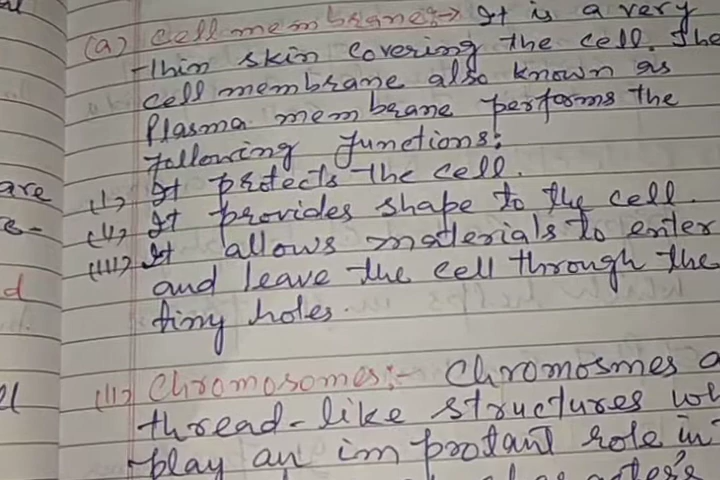 (a) Cell membrane:→ It is a very
thin skin covering the cell. The
cell membrane also known as
Plasma membrane performs the
following functions:
are (i) It protects the cell.
(ii) It provides shape to the cell.
(iii) It allows materials to enter
d and leave the cell through the
tiny holes.
(ii) Chromosomes:- Chromosmes a
thread-like structures wh
play an improtant role in